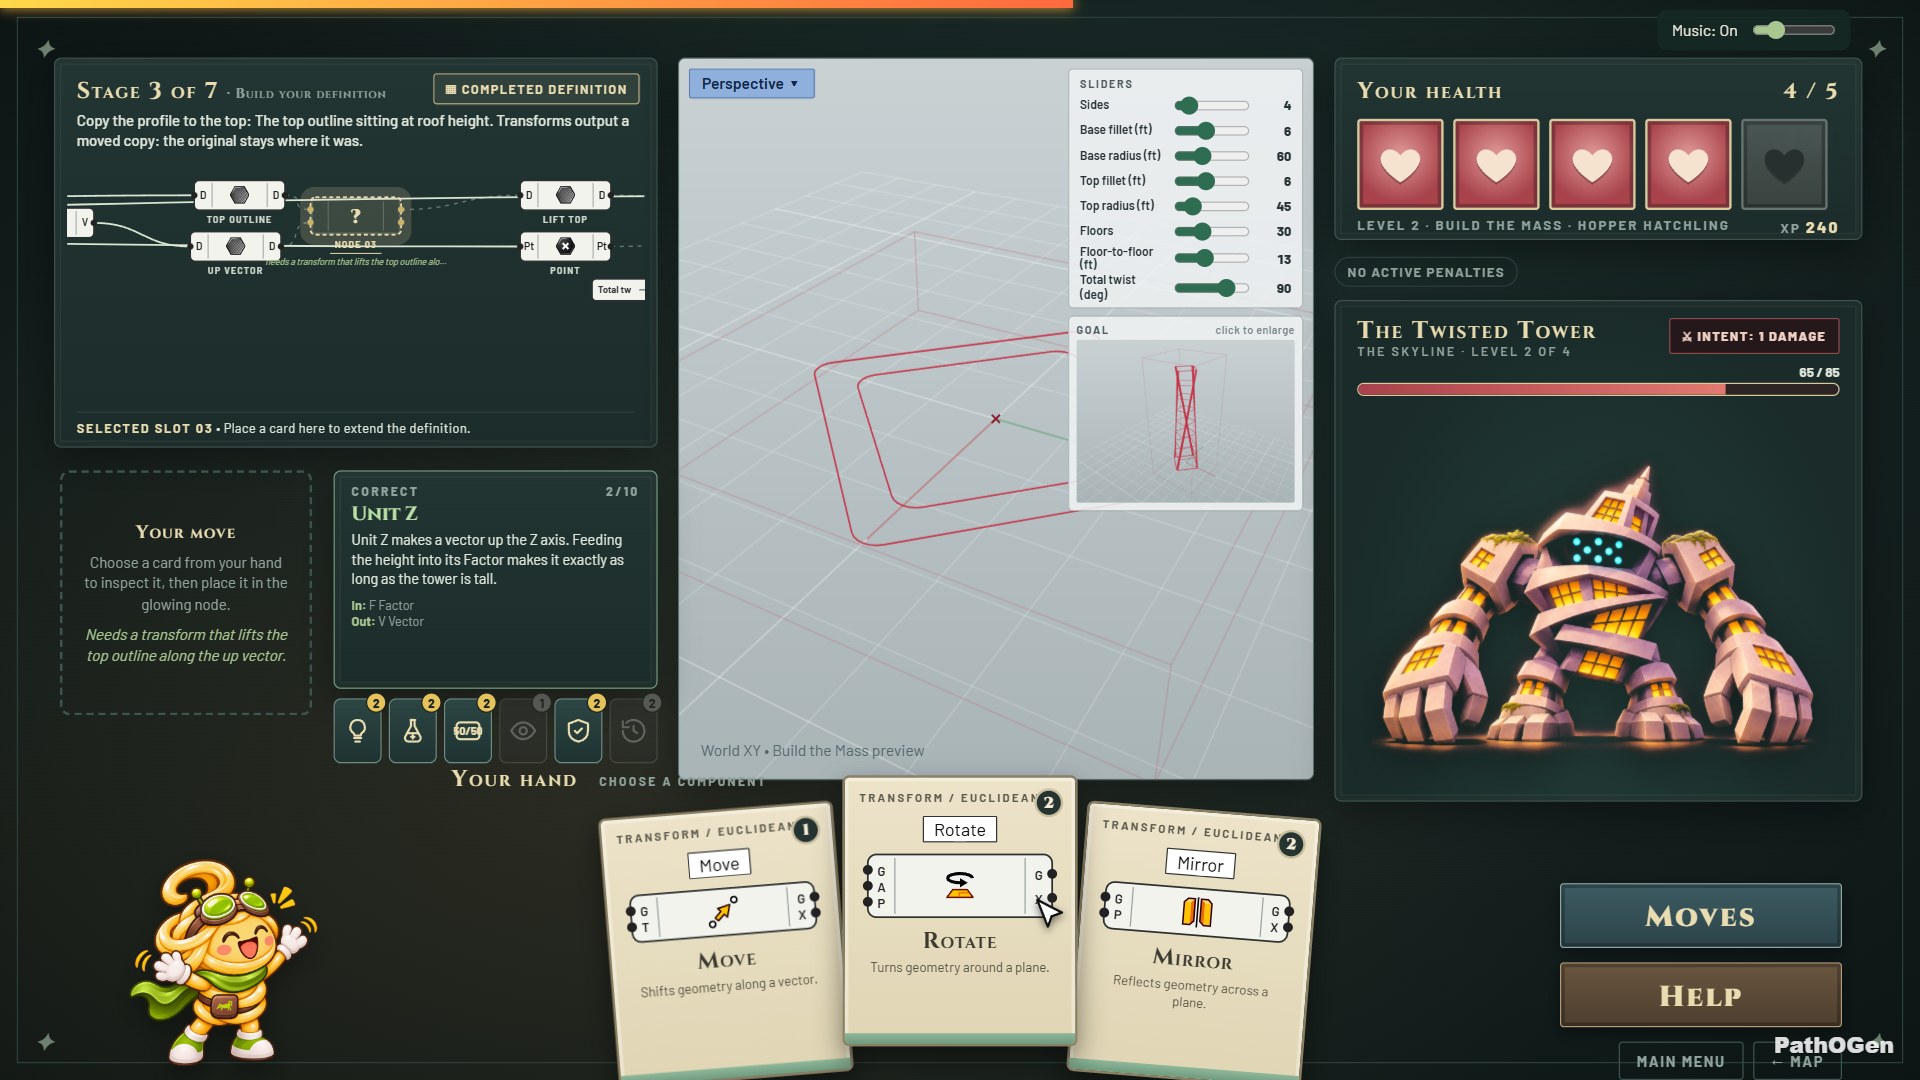 Music: On
STAGE 3 OF 7 · BUILD YOUR DEFINITION
COMPLETED DEFINITION
Copy the profile to the top: The top outline sitting at roof height. Transforms output a
moved copy: the original stays where it was.
D D
TOP OUTLINE
?
NODE 03
D D
LIFT TOP
V
D D
UP VECTOR
needs a transform that lifts the top outline alo...
Pt Pt
POINT
Total tw
SELECTED SLOT 03 • Place a card here to extend the definition.
YOUR MOVE
Choose a card from your hand
to inspect it, then place it in the
glowing node.
Needs a transform that lifts the
top outline along the up vector.
CORRECT 2/10
UNIT Z
Unit Z makes a vector up the Z axis. Feeding
the height into its Factor makes it exactly as
long as the tower is tall.
In: F Factor
Out: V Vector
2 2 2 1 2 2
50/50
Perspective ▼
SLIDERS
Sides 4
Base fillet (ft) 6
Base radius (ft) 60
Top fillet (ft) 6
Top radius (ft) 45
Floors 30
Floor-to-floor
(ft) 13
Total twist
(deg) 90
GOAL click to enlarge
World XY • Build the Mass preview
YOUR HEALTH 4 / 5
LEVEL 2 · BUILD THE MASS · HOPPER HATCHLING XP 240
NO ACTIVE PENALTIES
THE TWISTED TOWER
THE SKYLINE · LEVEL 2 OF 4
INTENT: 1 DAMAGE
65 / 85
YOUR HAND CHOOSE A COMPONENT
TRANSFORM / EUCLIDEAN 1
Move
G T G X
MOVE
Shifts geometry along a vector.
TRANSFORM / EUCLIDEAN 2
Rotate
G A P G X
ROTATE
Turns geometry around a plane.
TRANSFORM / EUCLIDEAN 2
Mirror
G P G X
MIRROR
Reflects geometry across a
plane.
MOVES
HELP
MAIN MENU
← MAP
PathOGen